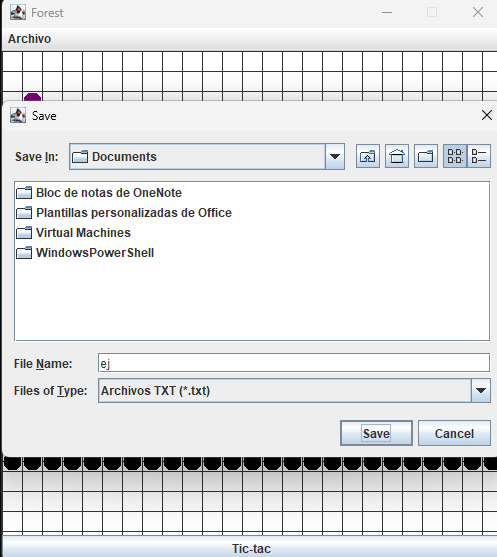 Forest
Archivo
Save
Save In: Documents
Bloc de notas de OneNote
Plantillas personalizadas de Office
Virtual Machines
WindowsPowerShell
File Name: ej
Files of Type: Archivos TXT (*.txt)
Save Cancel
Tic-tac